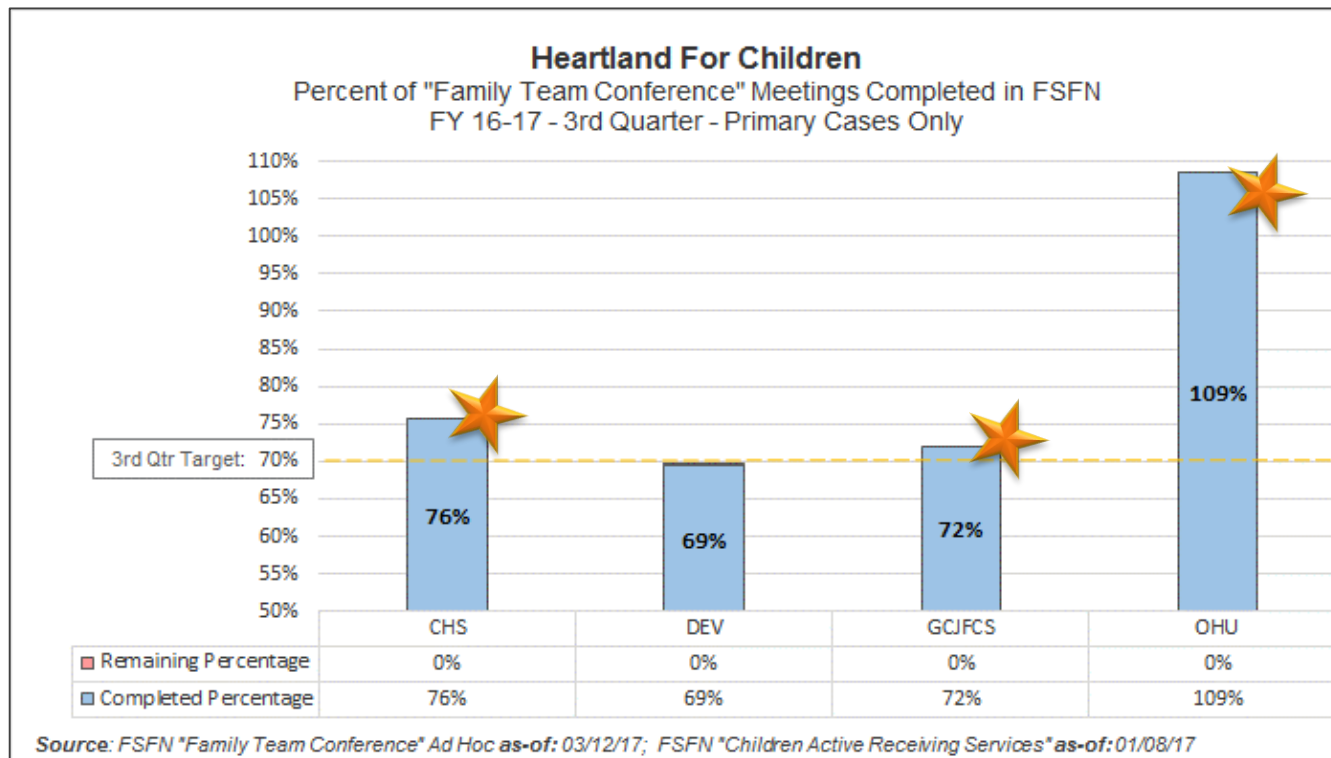 Heartland For Children
Percent of "Family Team Conference" Meetings Completed in FSFN
FY 16-17 - 3rd Quarter - Primary Cases Only
110%
105%
100%
95%
90%
85%
80%
75%
3rd Qtr Target: 70%
65%
60%
55%
50%
76%
69%
72%
109%
CHS DEV GCJFCS OHU
Remaining Percentage 0% 0% 0% 0%
Completed Percentage 76% 69% 72% 109%
Source: FSFN "Family Team Conference" Ad Hoc as-of: 03/12/17; FSFN "Children Active Receiving Services" as-of: 01/08/17